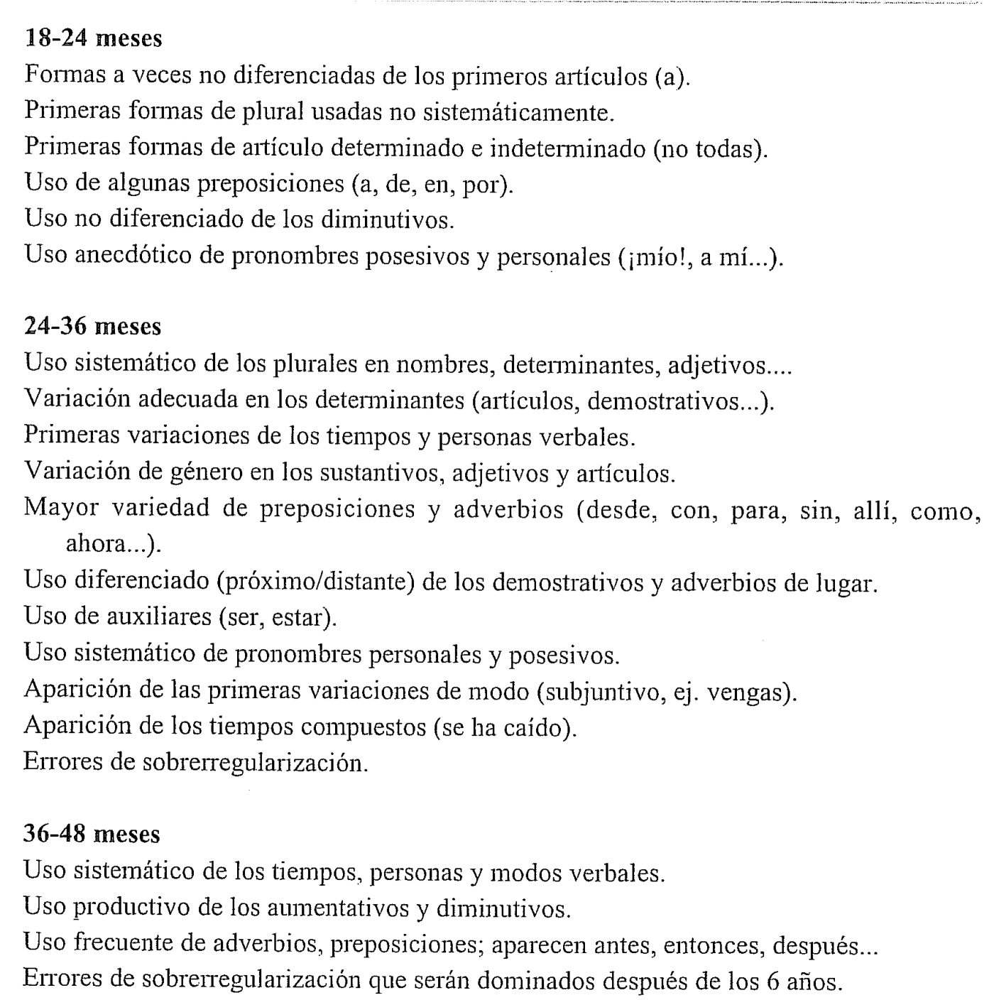 18-24 meses
Formas a veces no diferenciadas de los primeros artículos (a).
Primeras formas de plural usadas no sistemáticamente.
Primeras formas de artículo determinado e indeterminado (no todas).
Uso de algunas preposiciones (a, de, en, por).
Uso no diferenciado de los diminutivos.
Uso anecdótico de pronombres posesivos y personales (¡mío!, a mí...).
24-36 meses
Uso sistemático de los plurales en nombres, determinantes, adjetivos....
Variación adecuada en los determinantes (artículos, demostrativos...).
Primeras variaciones de los tiempos y personas verbales.
Variación de género en los sustantivos, adjetivos y artículos.
Mayor variedad de preposiciones y adverbios (desde, con, para, sin, allí, como,
ahora...).
Uso diferenciado (próximo/distante) de los demostrativos y adverbios de lugar.
Uso de auxiliares (ser, estar).
Uso sistemático de pronombres personales y posesivos.
Aparición de las primeras variaciones de modo (subjuntivo, ej. vengas).
Aparición de los tiempos compuestos (se ha caído).
Errores de sobrerregularización.
36-48 meses
Uso sistemático de los tiempos, personas y modos verbales.
Uso productivo de los aumentativos y diminutivos.
Uso frecuente de adverbios, preposiciones; aparecen antes, entonces, después...
Errores de sobrerregularización que serán dominados después de los 6 años.